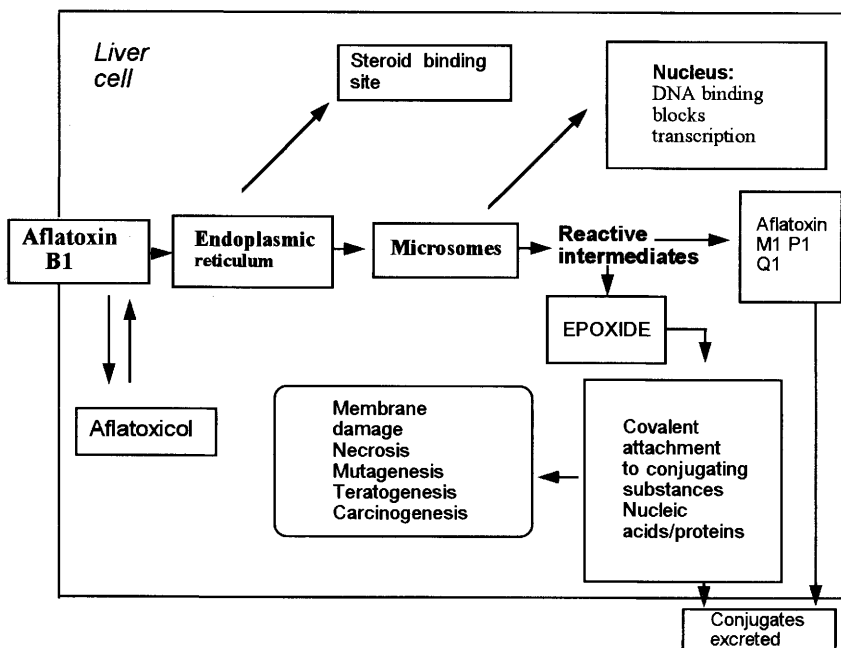 Liver
cell
Steroid binding
site
Nucleus:
DNA binding
blocks
transcription
Aflatoxin
B1
Endoplasmic
reticulum
Microsomes
Reactive
intermediates
Aflatoxin
M1 P1
Q1
EPOXIDE
Aflatoxicol
Membrane
damage
Necrosis
Mutagenesis
Teratogenesis
Carcinogenesis
Covalent
attachment
to conjugating
substances
Nucleic
acids/proteins
Conjugates
excreted